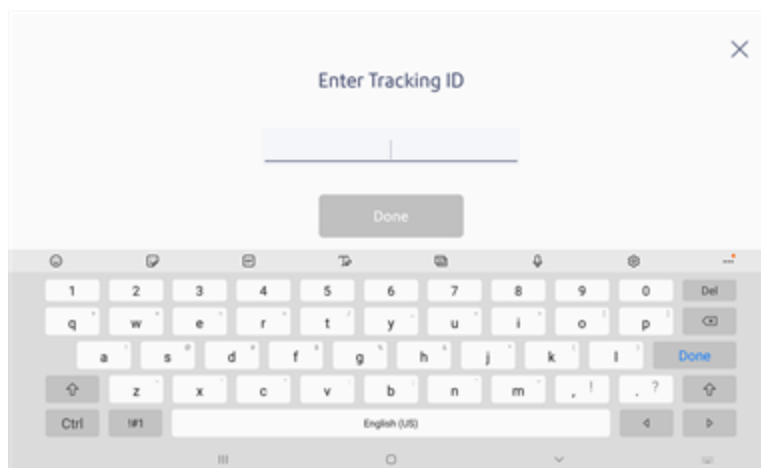 Enter Tracking ID
Done
1 2 3 4 5 6 7 8 9 0 Del
q w e r t y u i o p
a s d f g h j k l Done
z x c v b n m , ! . ?
Ctrl !#1 English (US)